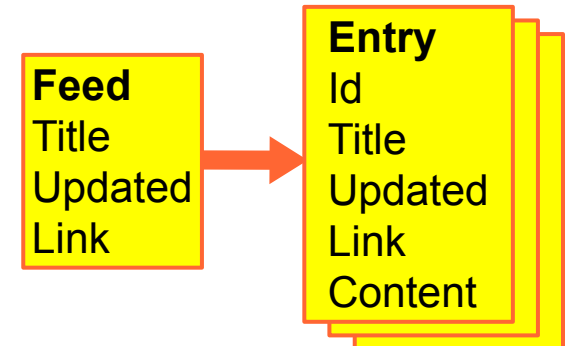 Feed
Title
Updated
Link
Entry
Id
Title
Updated
Link
Content